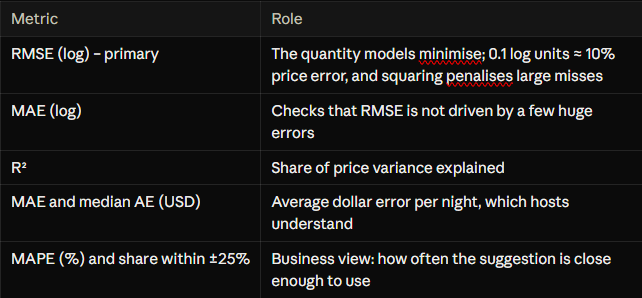 Metric
Role
RMSE (log) – primary
The quantity models minimise; 0.1 log units ≈ 10%
price error, and squaring penalises large misses
MAE (log)
Checks that RMSE is not driven by a few huge
errors
R²
Share of price variance explained
MAE and median AE (USD)
Average dollar error per night, which hosts
understand
MAPE (%) and share within ±25%
Business view: how often the suggestion is close
enough to use